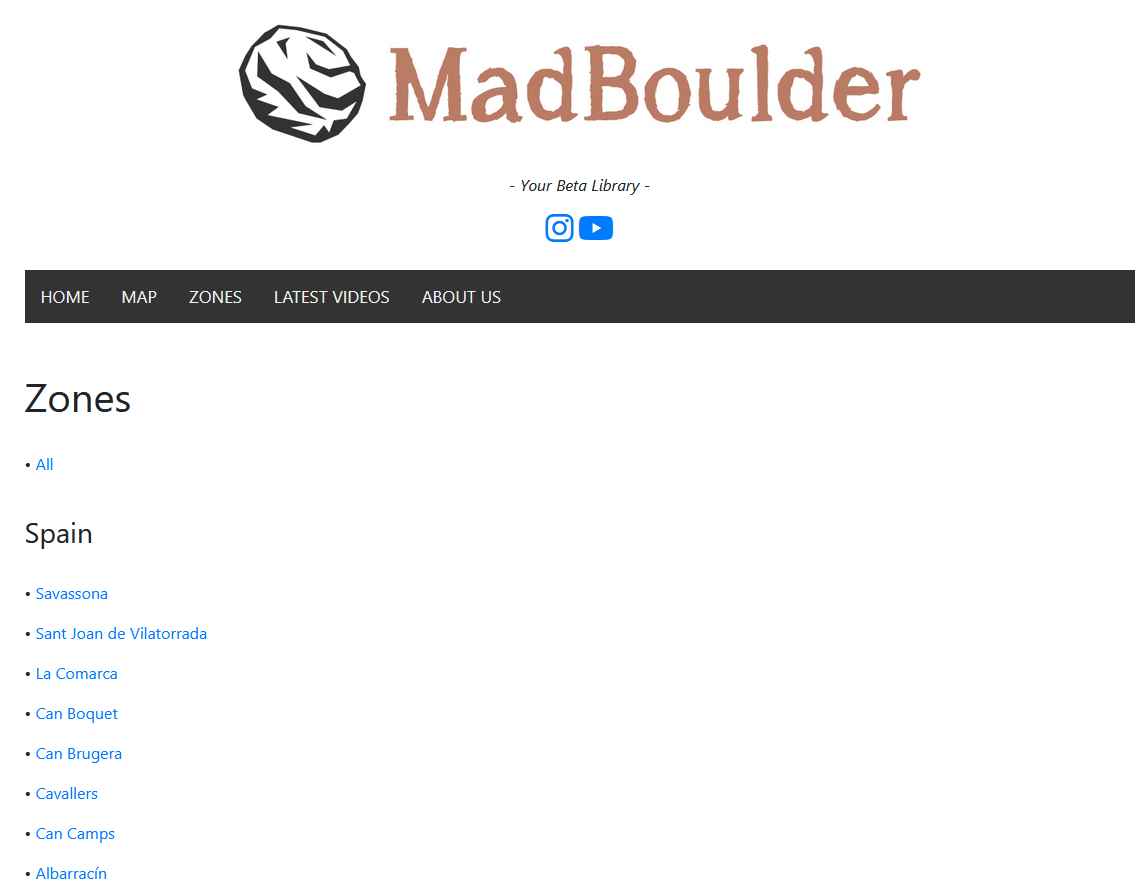 MadBoulder
- Your Beta Library -
HOME MAP ZONES LATEST VIDEOS ABOUT US
Zones
• All
Spain
• Savassona
• Sant Joan de Vilatorrada
• La Comarca
• Can Boquet
• Can Brugera
• Cavallers
• Can Camps
• Albarracín